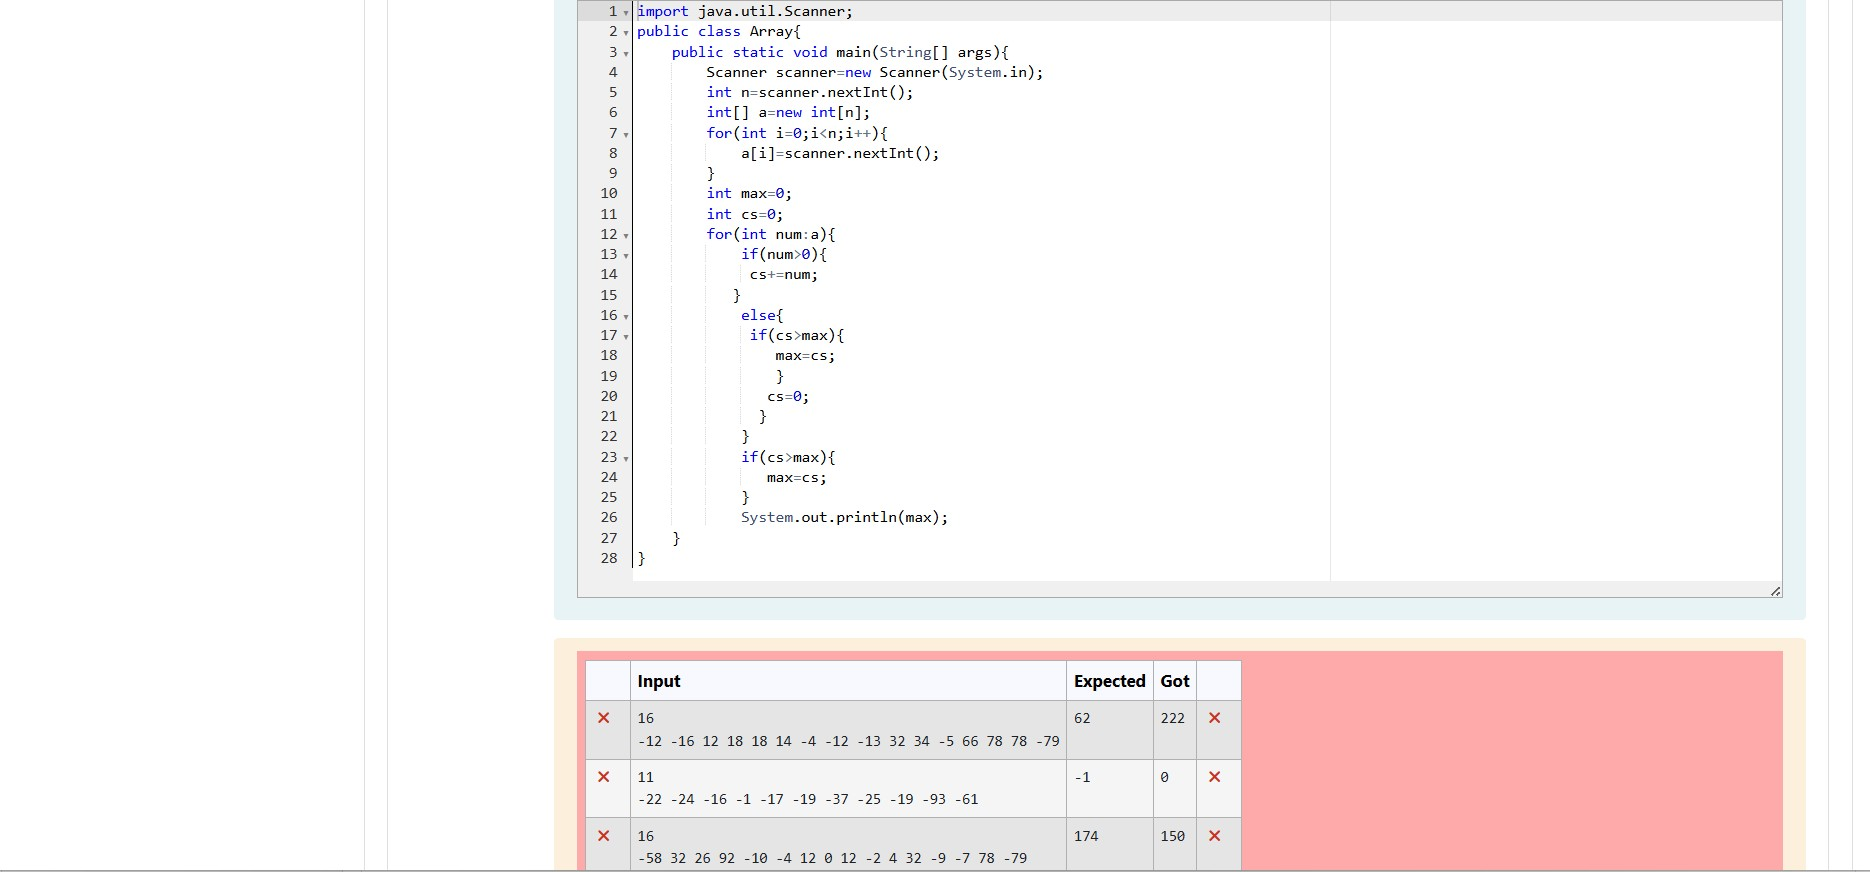 1 import java.util.Scanner;
2 public class Array{
3 public static void main(String[] args){
4 Scanner scanner=new Scanner(System.in);
5 int n=scanner.nextInt();
6 int[] a=new int[n];
7 for(int i=0;i<n;i++){
8 a[i]=scanner.nextInt();
9 }
10 int max=0;
11 int cs=0;
12 for(int num:a){
13 if(num>0){
14 cs+=num;
15 }
16 else{
17 if(cs>max){
18 max=cs;
19 }
20 cs=0;
21 }
22 }
23 if(cs>max){
24 max=cs;
25 }
26 System.out.println(max);
27 }
28 }
Input Expected Got
16 62 222
-12 -16 12 18 18 14 -4 -12 -13 32 34 -5 66 78 78 -79
11 -1 0
-22 -24 -16 -1 -17 -19 -37 -25 -19 -93 -61
16 174 150
-58 32 26 92 -10 -4 12 0 12 -2 4 32 -9 -7 78 -79